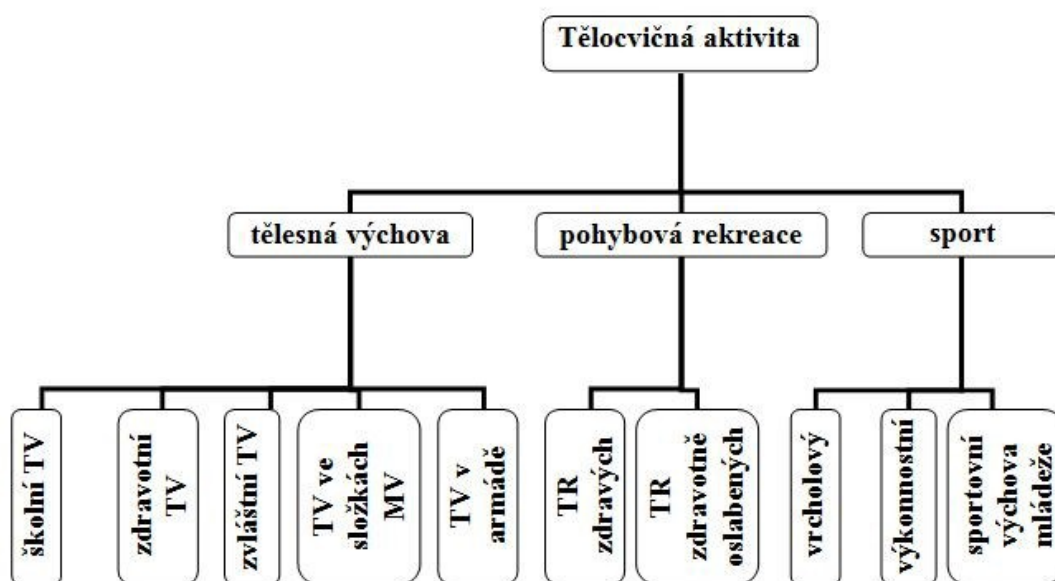 Tělocvičná aktivita
tělesná výchova
pohybová rekreace
sport
školní TV
zdravotní
TV
zvláštní TV
TV ve
složkách
MV
TV v
armádě
TR
zdravých
TR
zdravotně
oslabených
vrcholový
výkonnostní
sportovní
výchova
mládeže